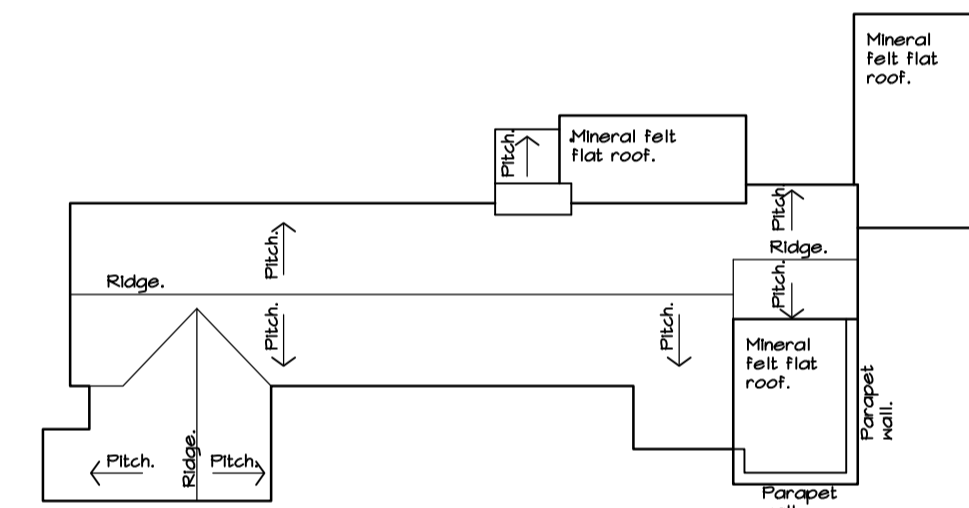 Mineral
felt flat
roof.
Mineral felt
flat roof.
Pitch.
Pitch.
Ridge.
Pitch.
Pitch.
Ridge.
Pitch.
Pitch.
Mineral
felt flat
roof.
Parapet
wall.
Pitch.
Ridge.
Pitch.
Parapet